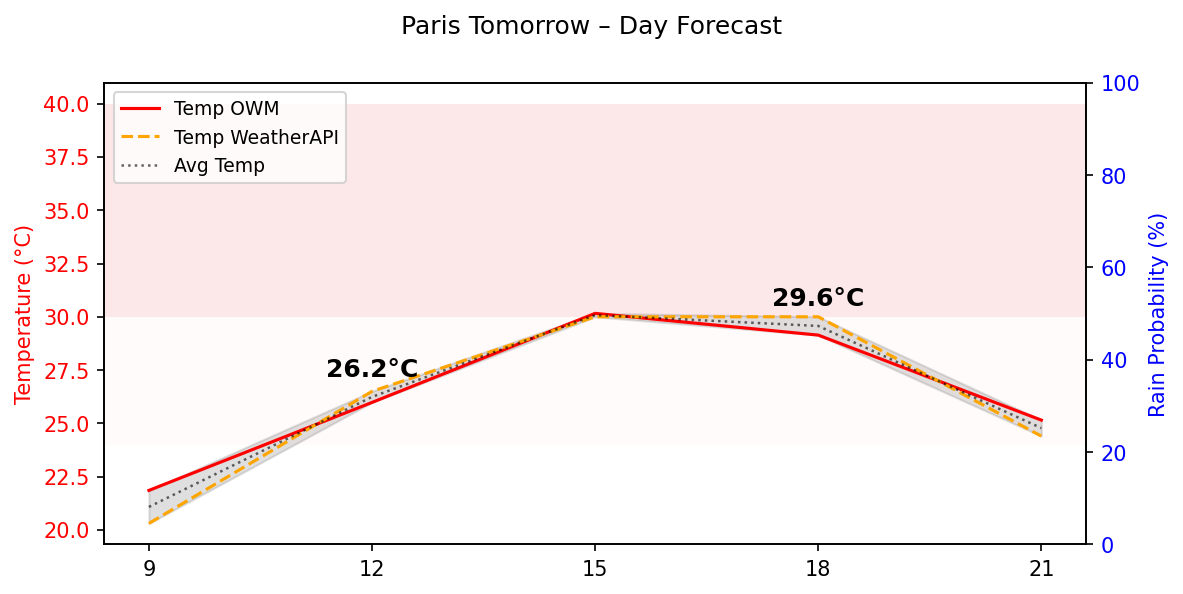 Paris Tomorrow – Day Forecast
Temp OWM
Temp WeatherAPI
Avg Temp
Temperature (°C)
40.0
37.5
35.0
32.5
30.0
27.5
25.0
22.5
20.0
26.2°C
29.6°C
100
80
60
40
20
0
Rain Probability (%)
9
12
15
18
21